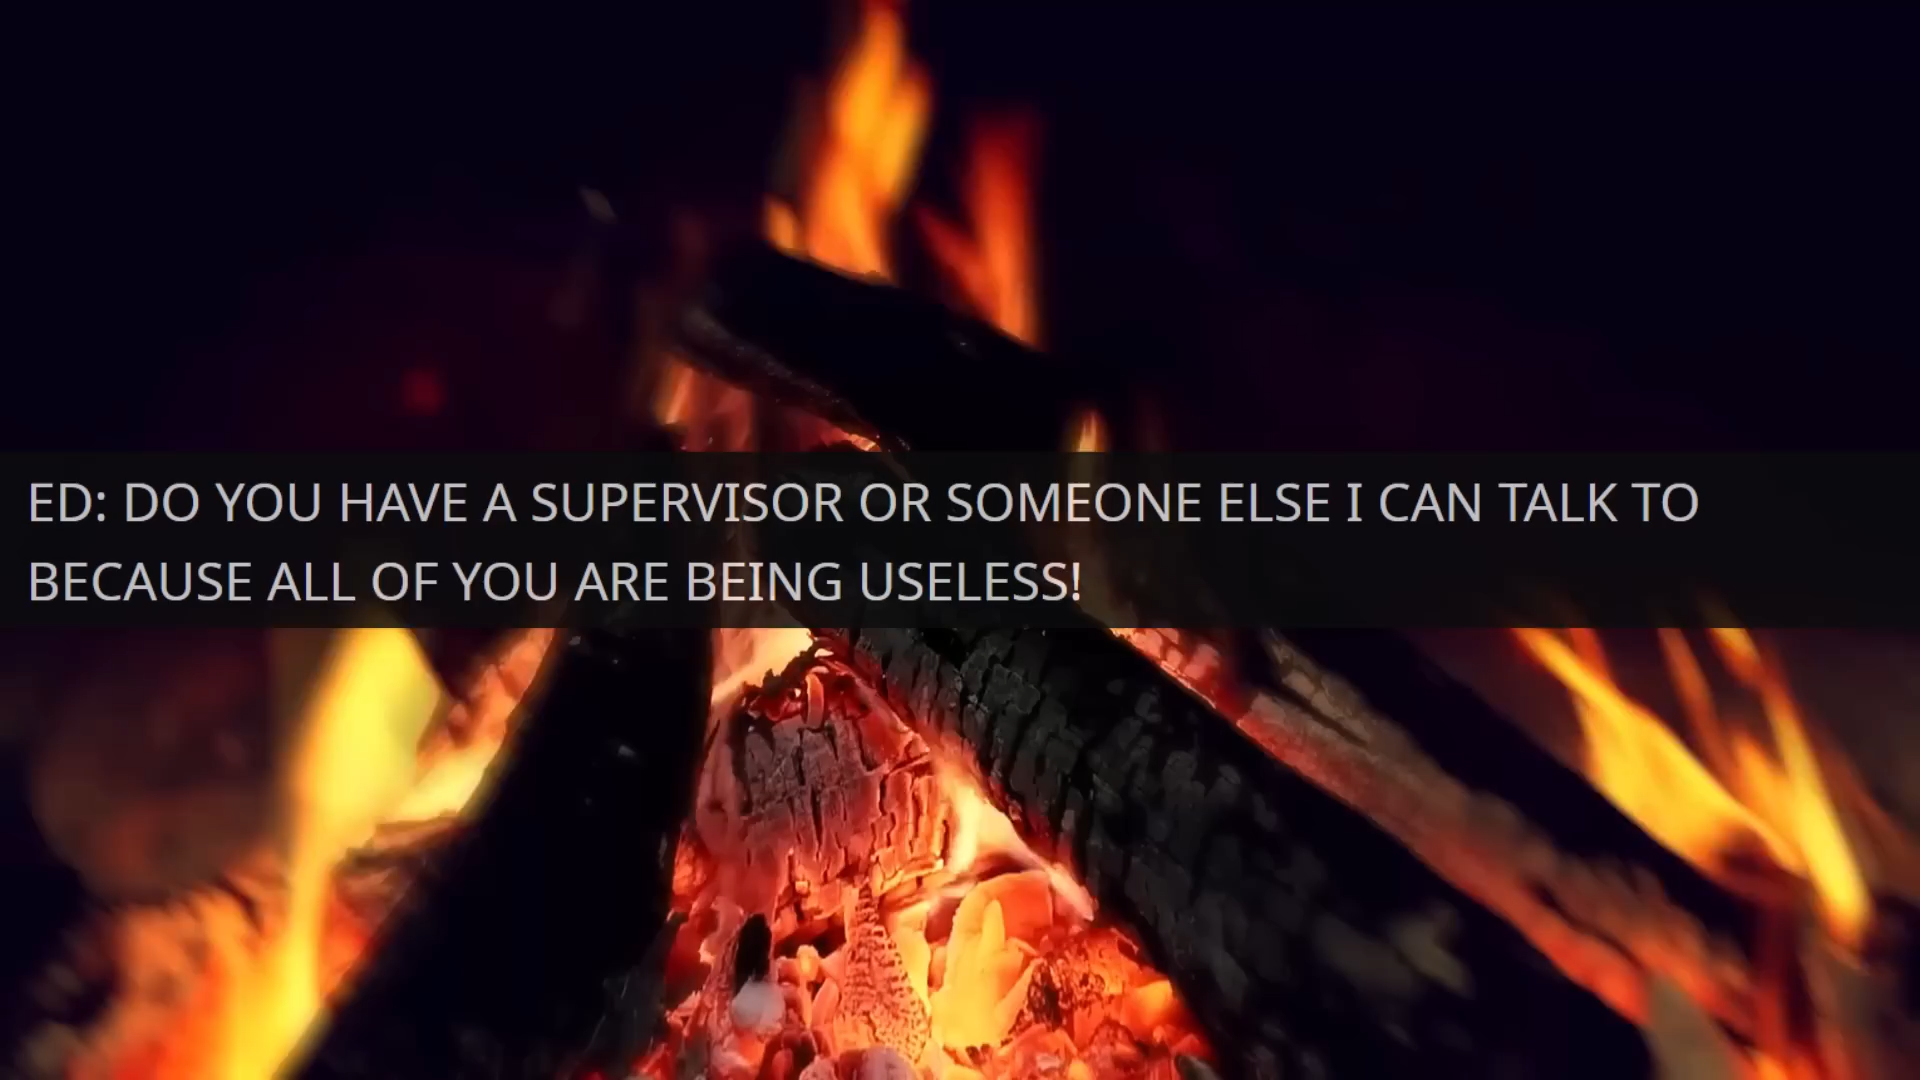 ED: DO YOU HAVE A SUPERVISOR OR SOMEONE ELSE I CAN TALK TO
BECAUSE ALL OF YOU ARE BEING USELESS!